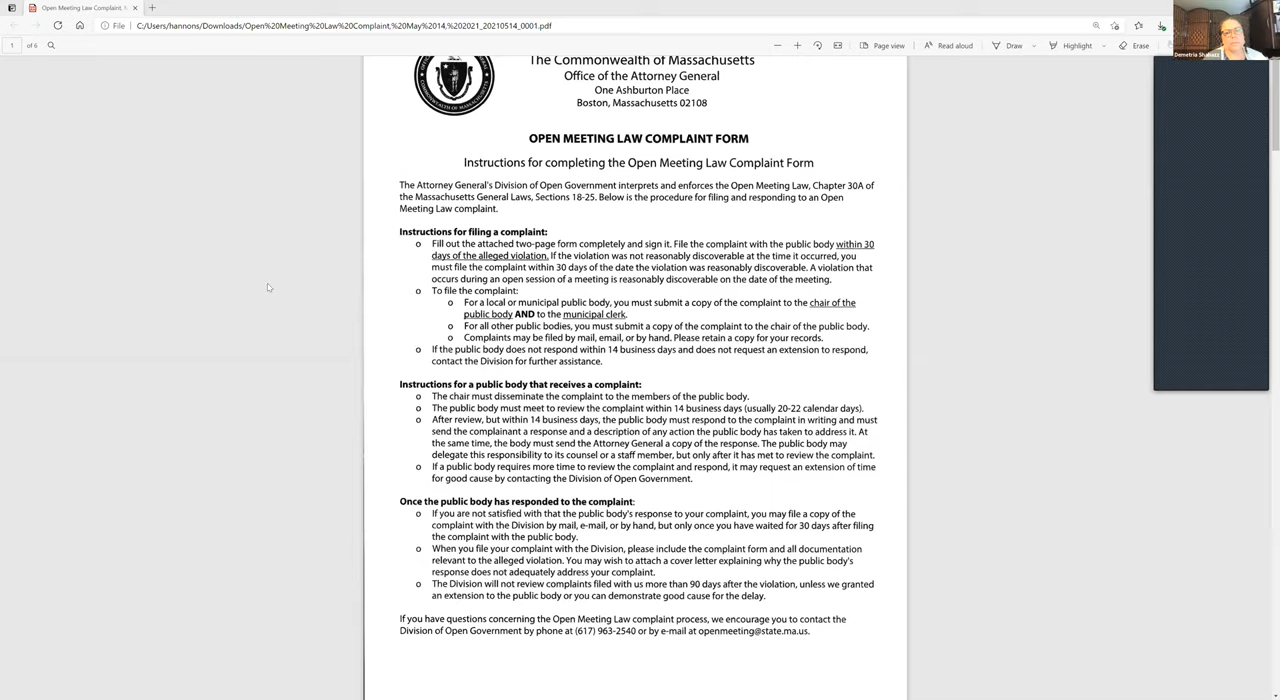 Open Meeting Law Complaint,
File
C:/Users/hannons/Downloads/Open%20Meeting%20Law%20Complaint,%20May%2014,%202021_20210514_0001.pdf
1 of 6
Page view
Read aloud
Draw
Highlight
Erase
Demetria Shabazz
The Commonwealth of Massachusetts
Office of the Attorney General
One Ashburton Place
Boston, Massachusetts 02108
OPEN MEETING LAW COMPLAINT FORM
Instructions for completing the Open Meeting Law Complaint Form
The Attorney General's Division of Open Government interprets and enforces the Open Meeting Law, Chapter 30A of
the Massachusetts General Laws, Sections 18-25. Below is the procedure for filing and responding to an Open
Meeting Law complaint.
Instructions for filing a complaint:
o Fill out the attached two-page form completely and sign it. File the complaint with the public body within 30
days of the alleged violation. If the violation was not reasonably discoverable at the time it occurred, you
must file the complaint within 30 days of the date the violation was reasonably discoverable. A violation that
occurs during an open session of a meeting is reasonably discoverable on the date of the meeting.
o To file the complaint:
o For a local or municipal public body, you must submit a copy of the complaint to the chair of the
public body AND to the municipal clerk.
o For all other public bodies, you must submit a copy of the complaint to the chair of the public body.
o Complaints may be filed by mail, email, or by hand. Please retain a copy for your records.
o If the public body does not respond within 14 business days and does not request an extension to respond,
contact the Division for further assistance.
Instructions for a public body that receives a complaint:
o The chair must disseminate the complaint to the members of the public body.
o The public body must meet to review the complaint within 14 business days (usually 20-22 calendar days).
o After review, but within 14 business days, the public body must respond to the complaint in writing and must
send the complainant a response and a description of any action the public body has taken to address it. At
the same time, the body must send the Attorney General a copy of the response. The public body may
delegate this responsibility to its counsel or a staff member, but only after it has met to review the complaint.
o If a public body requires more time to review the complaint and respond, it may request an extension of time
for good cause by contacting the Division of Open Government.
Once the public body has responded to the complaint:
o If you are not satisfied with that the public body's response to your complaint, you may file a copy of the
complaint with the Division by mail, e-mail, or by hand, but only once you have waited for 30 days after filing
the complaint with the public body.
o When you file your complaint with the Division, please include the complaint form and all documentation
relevant to the alleged violation. You may wish to attach a cover letter explaining why the public body's
response does not adequately address your complaint.
o The Division will not review complaints filed with us more than 90 days after the violation, unless we granted
an extension to the public body or you can demonstrate good cause for the delay.
If you have questions concerning the Open Meeting Law complaint process, we encourage you to contact the
Division of Open Government by phone at (617) 963-2540 or by e-mail at openmeeting@state.ma.us.